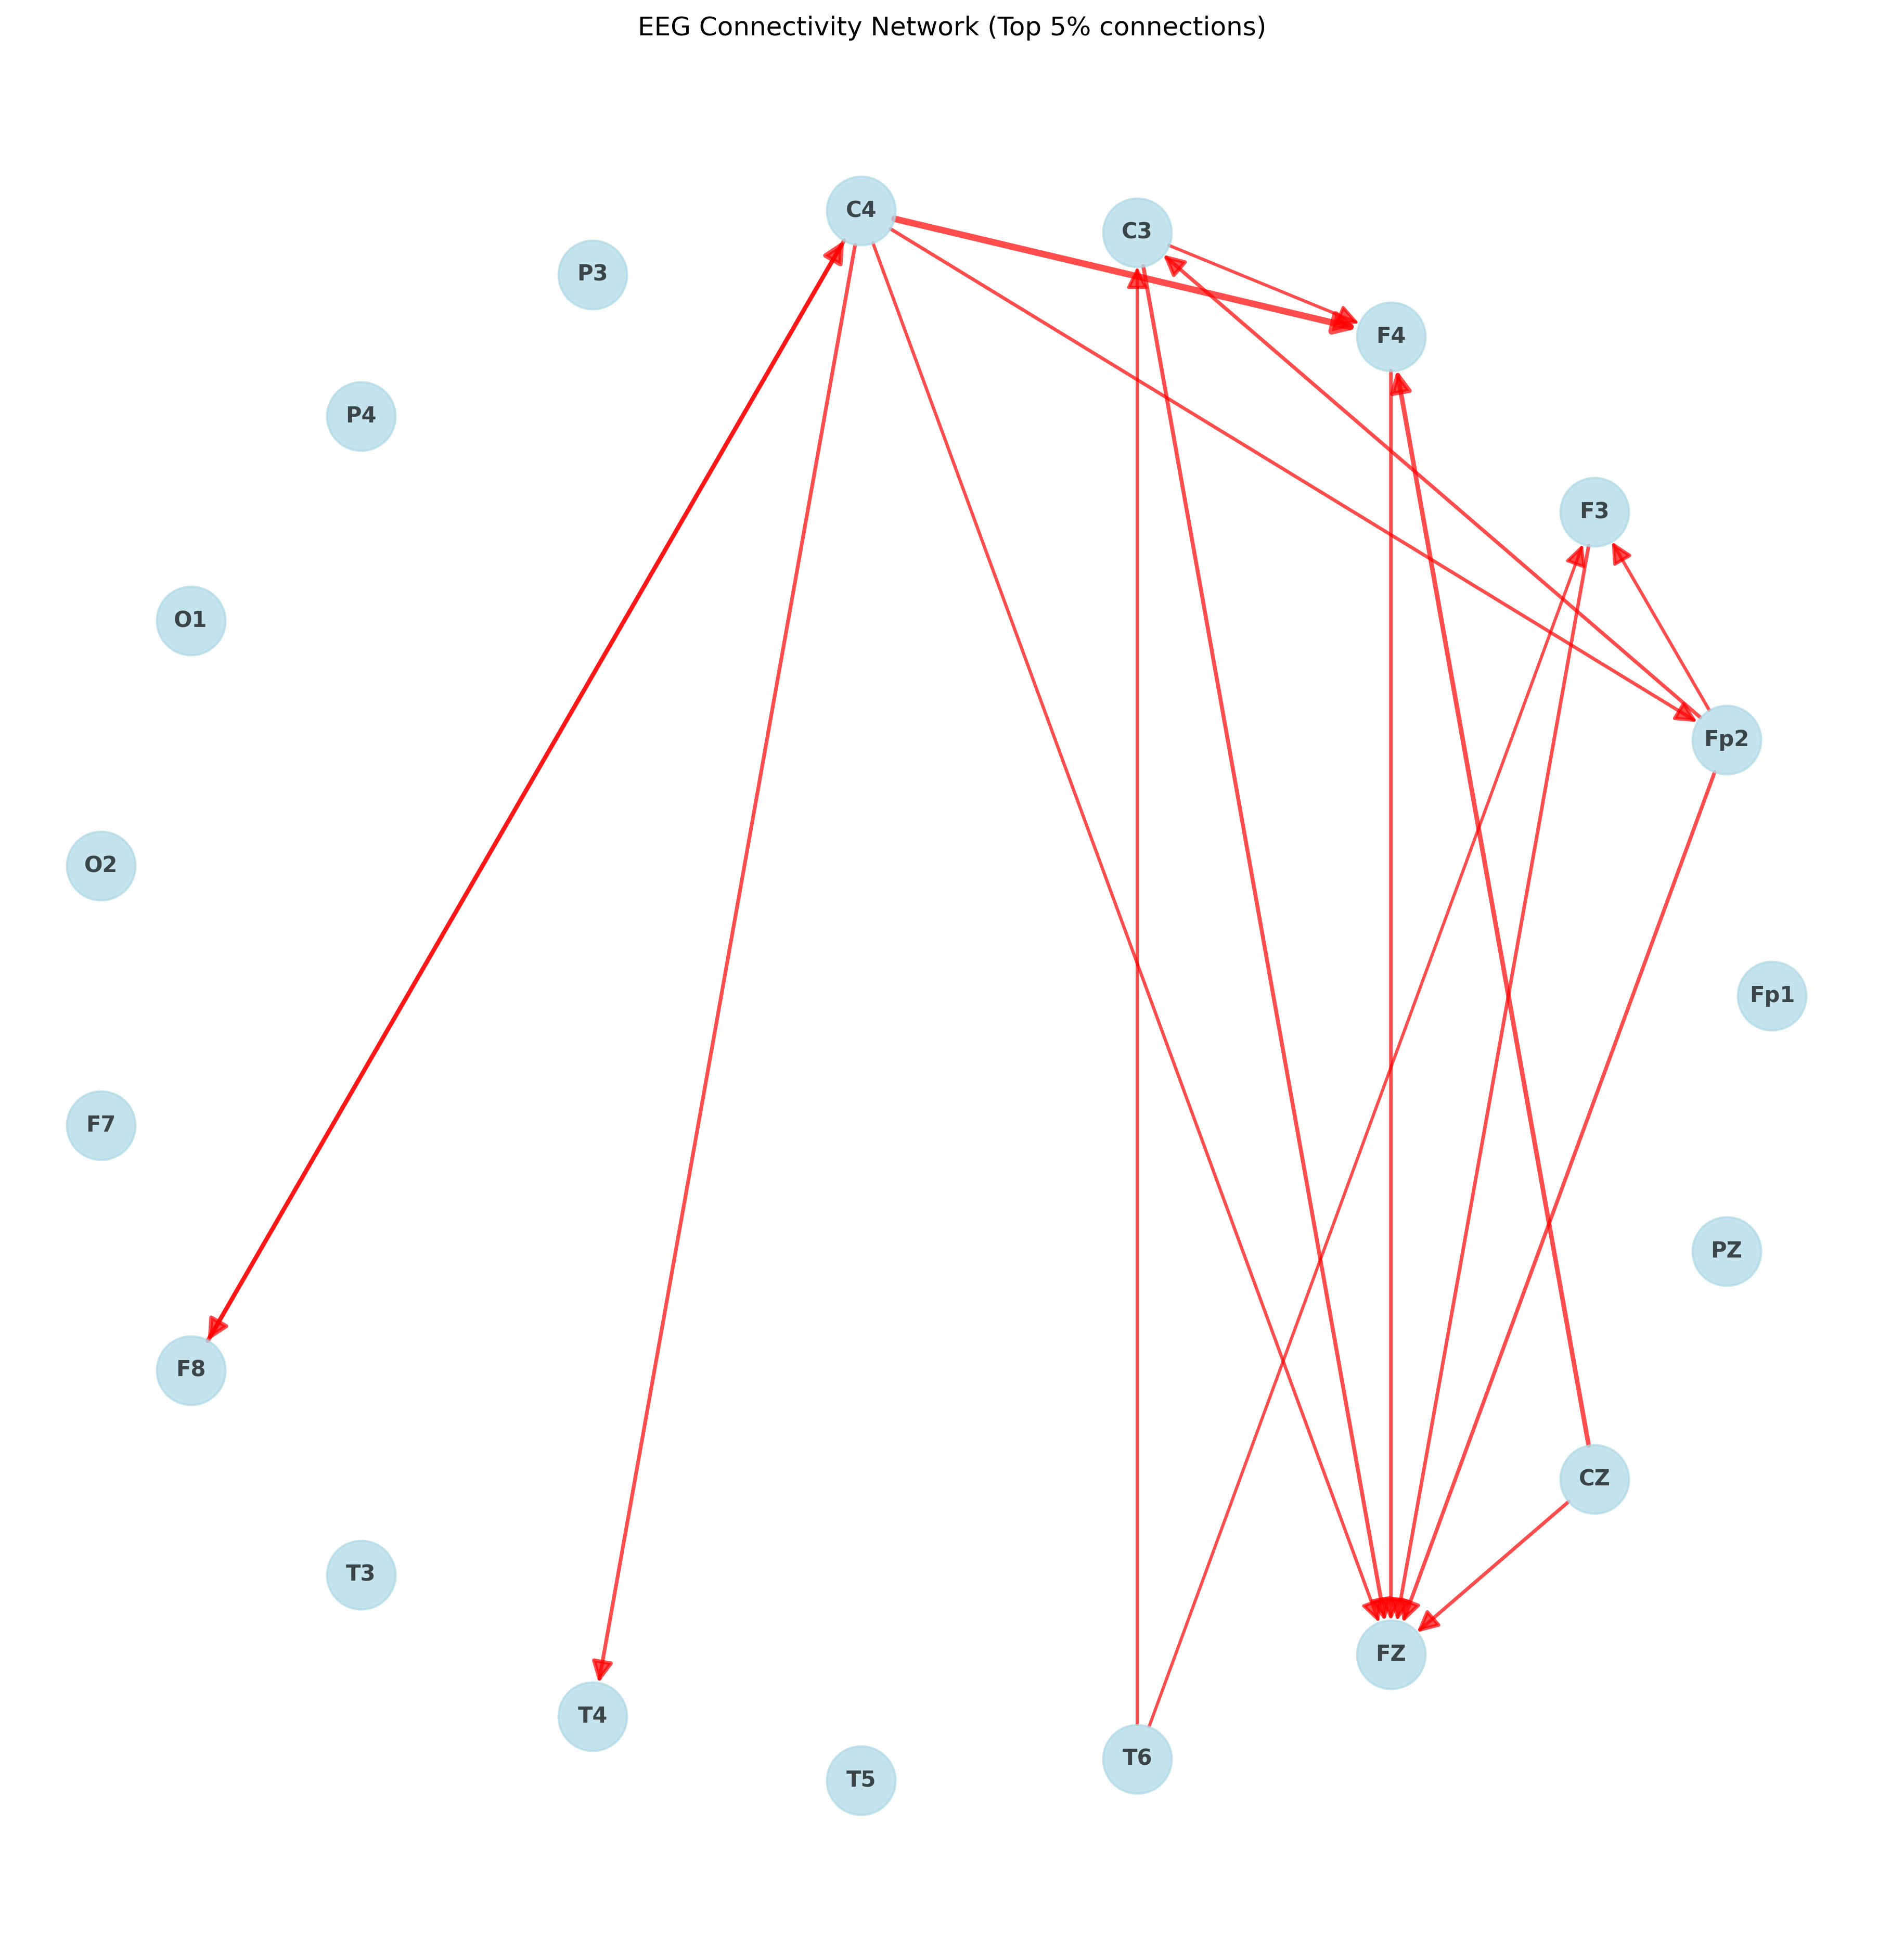 EEG Connectivity Network (Top 5% connections)
C4
C3
P3
F4
P4
F3
O1
Fp2
O2
Fp1
F7
PZ
F8
CZ
T3
FZ
T4
T6
T5